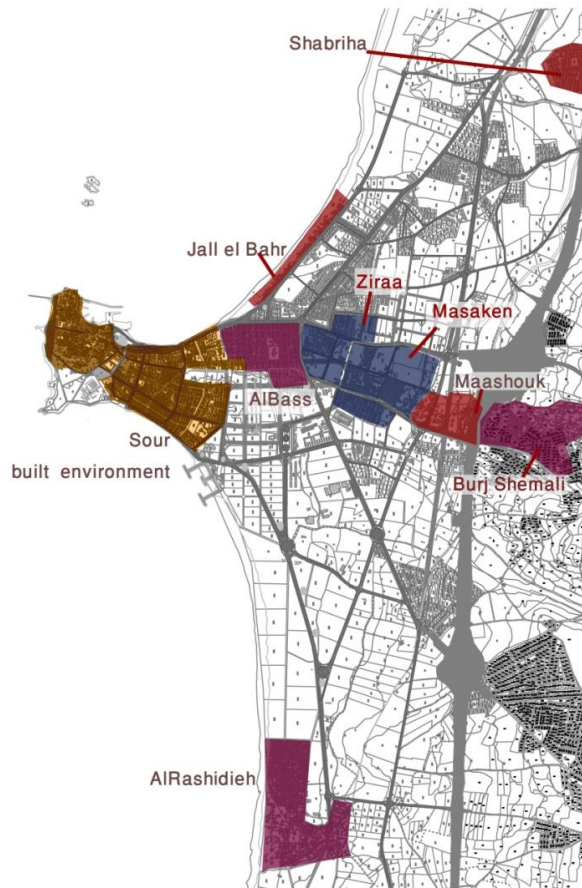 Shabriha
Jall el Bahr
Ziraa
Masaken
Maashouk
AlBass
Sour
built environment
Burj Shemali
AlRashidieh